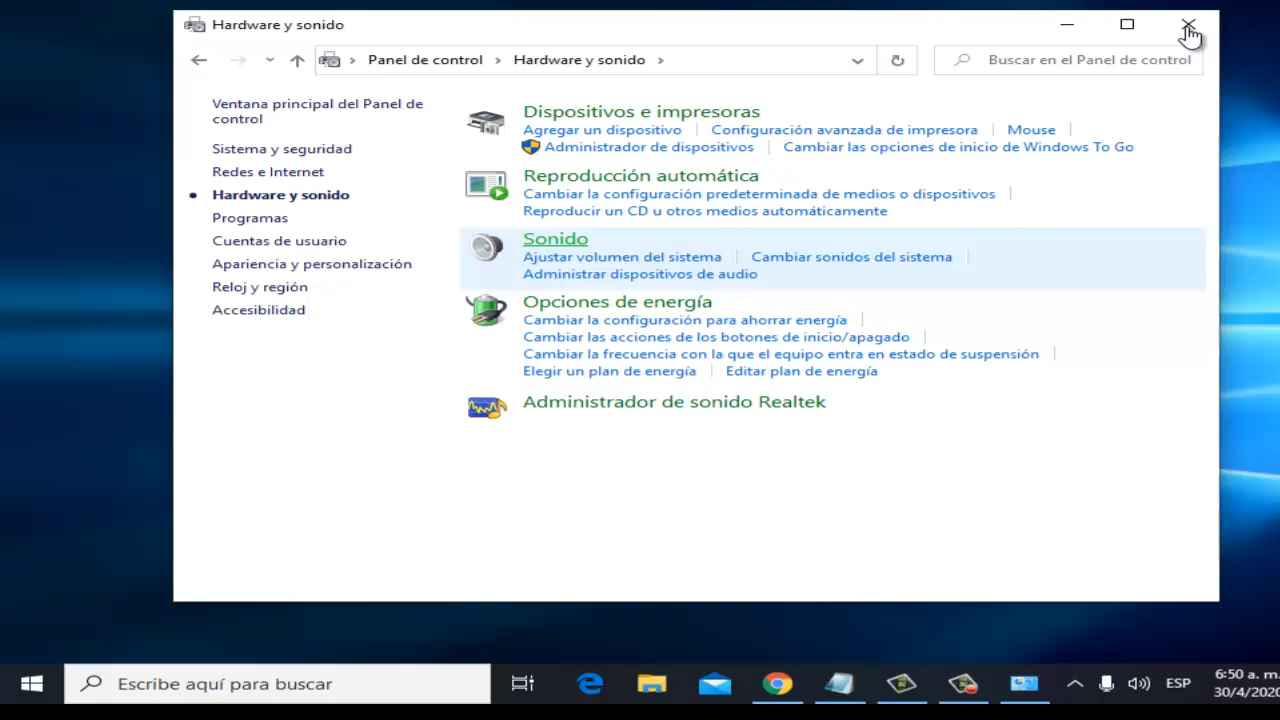 Hardware y sonido
Panel de control > Hardware y sonido >
Buscar en el Panel de control
Ventana principal del Panel de
control
Sistema y seguridad
Redes e Internet
Hardware y sonido
Programas
Cuentas de usuario
Apariencia y personalización
Reloj y región
Accesibilidad
Dispositivos e impresoras
Agregar un dispositivo | Configuración avanzada de impresora | Mouse |
Administrador de dispositivos | Cambiar las opciones de inicio de Windows To Go
Reproducción automática
Cambiar la configuración predeterminada de medios o dispositivos |
Reproducir un CD u otros medios automáticamente
Sonido
Ajustar volumen del sistema | Cambiar sonidos del sistema |
Administrar dispositivos de audio
Opciones de energía
Cambiar la configuración para ahorrar energía |
Cambiar las acciones de los botones de inicio/apagado |
Cambiar la frecuencia con la que el equipo entra en estado de suspensión |
Elegir un plan de energía | Editar plan de energía
Administrador de sonido Realtek
Escribe aquí para buscar
ESP
6:50 a. m.
30/4/2020